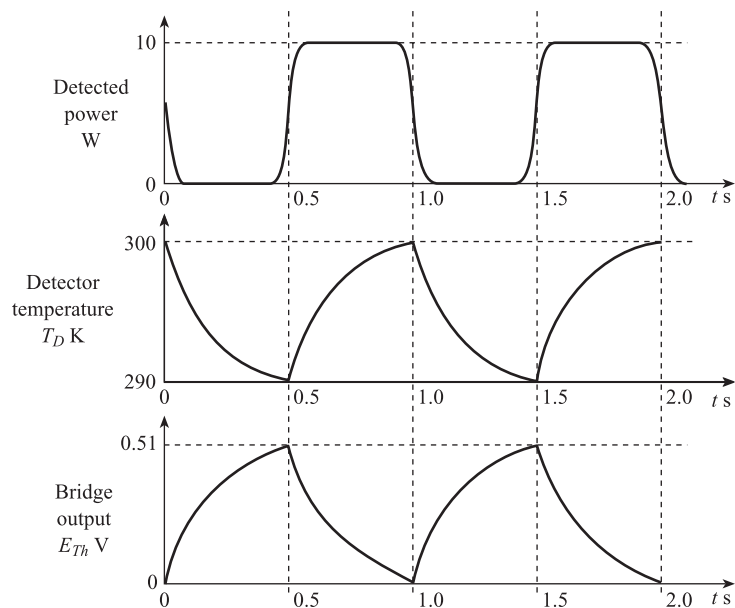 10
Detected
power
W
0
0 0.5 1.0 1.5 2.0 t s
300
Detector
temperature
T_D K
290
0 0.5 1.0 1.5 2.0 t s
0.51
Bridge
output
E_Th V
0
0 0.5 1.0 1.5 2.0 t s